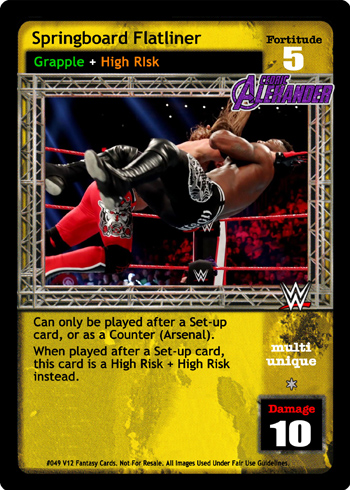 Springboard Flatliner
Fortitude
5
Grapple + High RIsk
CEDRIC
ALEXANDER
W
Can only be played after a Set-up
card, or as a Counter (Arsenal).
When played after a Set-up card,
this card is a High Risk + High Risk
instead.
multi
unique
*
Damage
10
#049 V12 Fantasy Cards. Not For Resale. All Images Used Under Fair Use Guidelines.